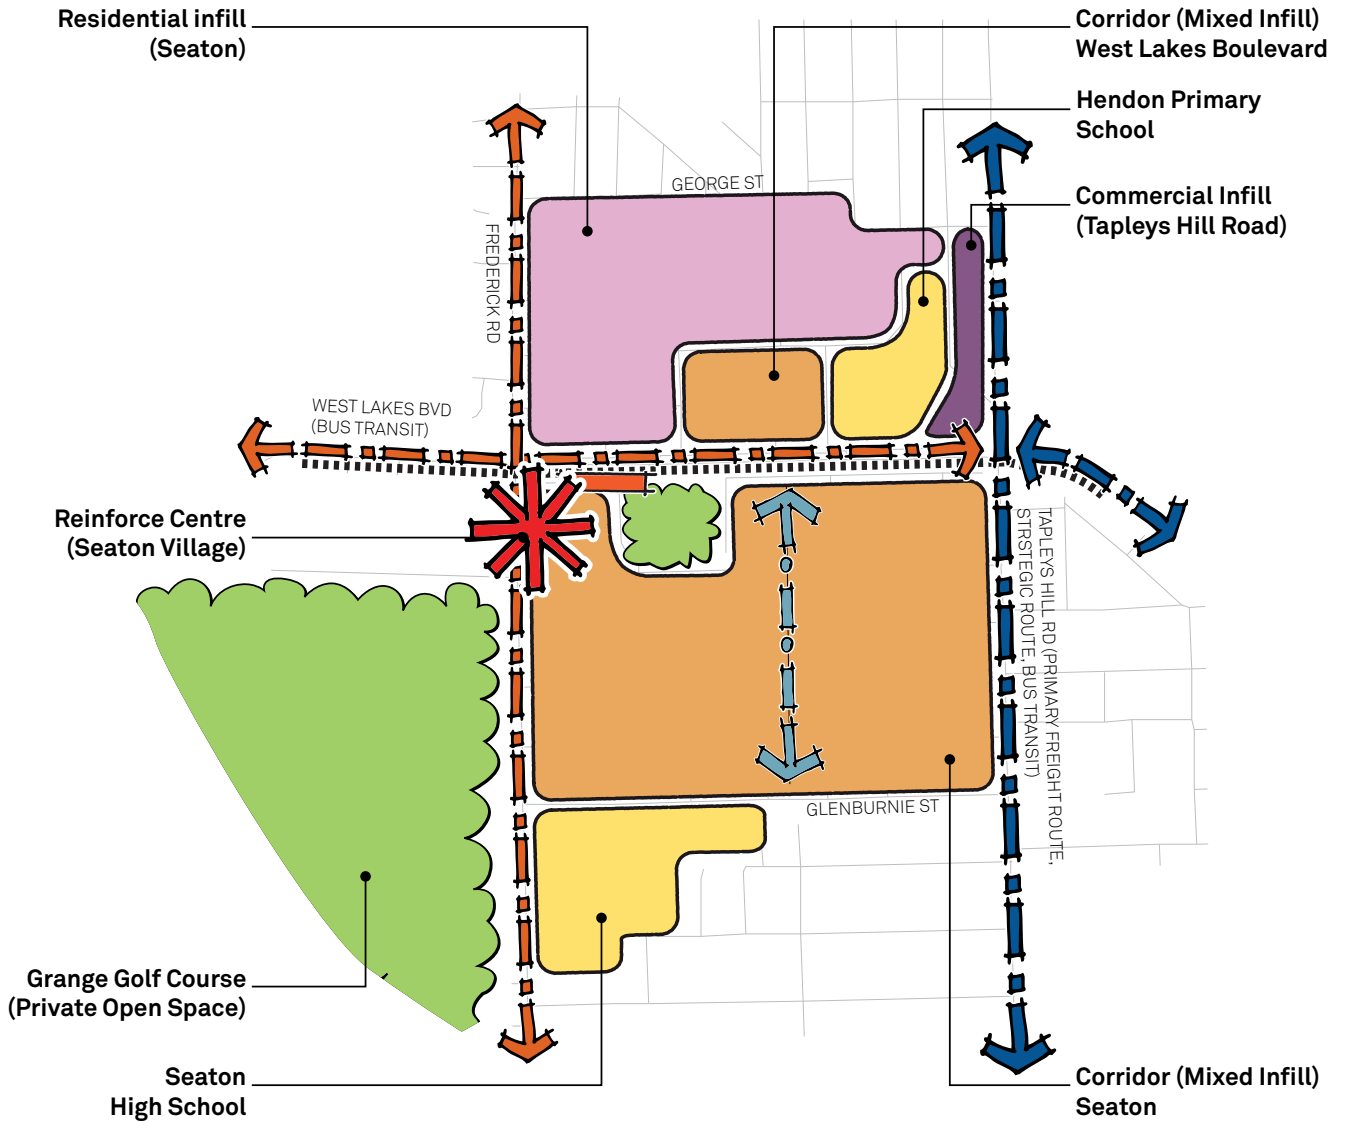 Residential infill
(Seaton)
Corridor (Mixed Infill)
West Lakes Boulevard
Hendon Primary
School
Commercial Infill
(Tapleys Hill Road)
GEORGE ST
FREDERICK RD
WEST LAKES BVD
(BUS TRANSIT)
Reinforce Centre
(Seaton Village)
TAPLEYS HILL RD (PRIMARY FREIGHT ROUTE,
STRSTEGIC ROUTE, BUS TRANSIT)
GLENBURNIE ST
Grange Golf Course
(Private Open Space)
Seaton
High School
Corridor (Mixed Infill)
Seaton